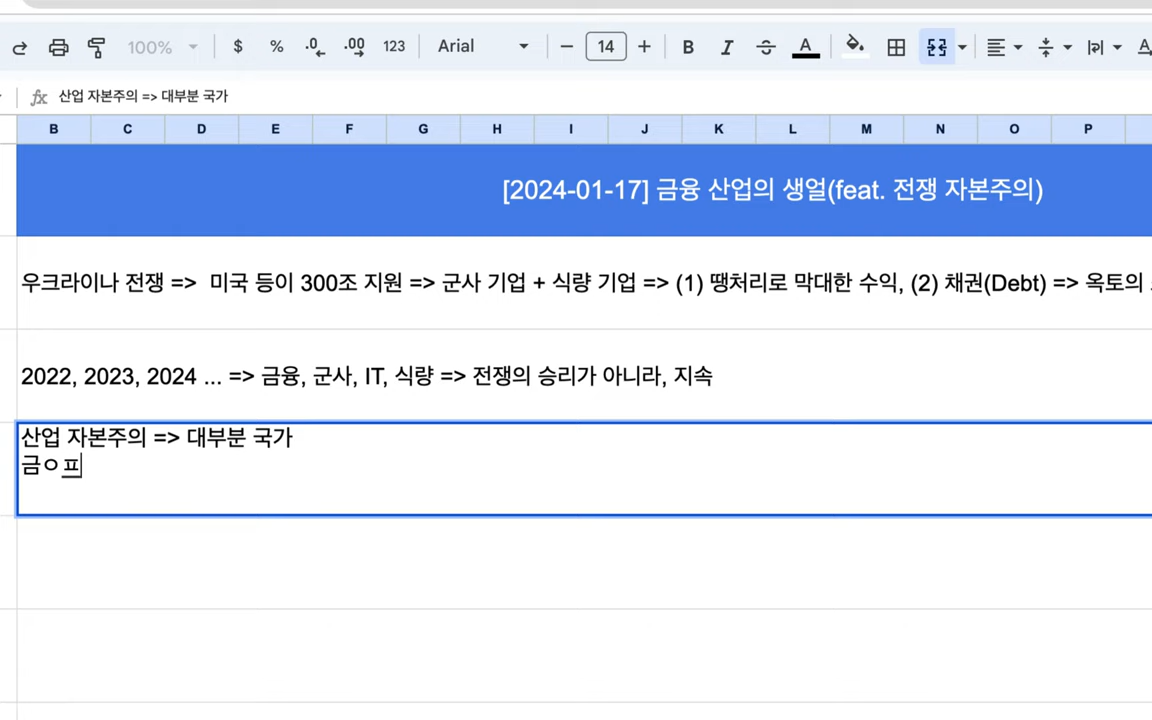 100% $ % .0 .00 123 Arial 14 B I A
fx 산업 자본주의 => 대부분 국가
B C D E F G H I J K L M N O P
[2024-01-17] 금융 산업의 생얼(feat. 전쟁 자본주의)
우크라이나 전쟁 => 미국 등이 300조 지원 => 군사 기업 + 식량 기업 => (1) 땡처리로 막대한 수익, (2) 채권(Debt) => 옥토의
2022, 2023, 2024 ... => 금융, 군사, IT, 식량 => 전쟁의 승리가 아니라, 지속
산업 자본주의 => 대부분 국가
금ㅇ피